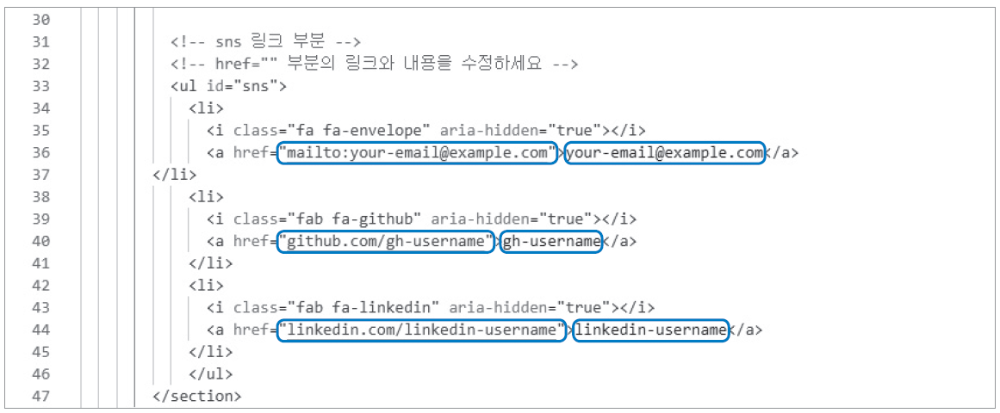 30
31 <!-- sns 링크 부분 -->
32 <!-- href="" 부분의 링크와 내용을 수정하세요 -->
33 <ul id="sns">
34 <li>
35 <i class="fa fa-envelope" aria-hidden="true"></i>
36 <a href="mailto:your-email@example.com">your-email@example.com</a>
37 </li>
38 <li>
39 <i class="fab fa-github" aria-hidden="true"></i>
40 <a href="github.com/gh-username">gh-username</a>
41 </li>
42 <li>
43 <i class="fab fa-linkedin" aria-hidden="true"></i>
44 <a href="linkedin.com/linkedin-username">linkedin-username</a>
45 </li>
46 </ul>
47 </section>